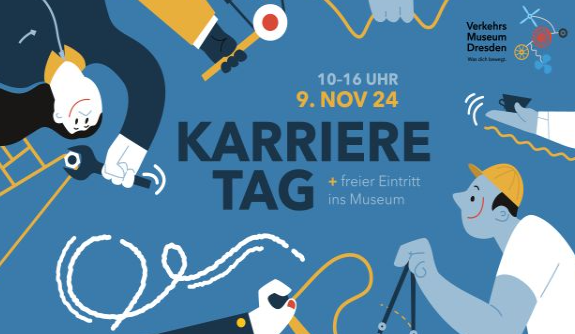 Verkehrs
Museum
Dresden
Was dich bewegt.
10-16 UHR
9. NOV 24
KARRIERE
TAG
+ freier Eintritt
ins Museum